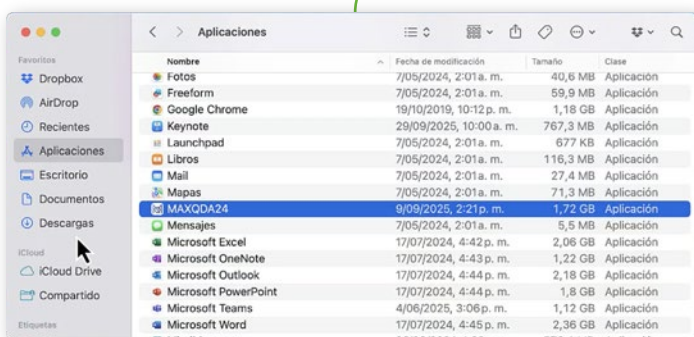 Aplicaciones
Favoritos
Dropbox
AirDrop
Recientes
Aplicaciones
Escritorio
Documentos
Descargas
iCloud
iCloud Drive
Compartido
Etiquetas
Nombre Fecha de modificación Tamaño Clase
Fotos 7/05/2024, 2:01 a. m. 40,6 MB Aplicación
Freeform 7/05/2024, 2:01 a. m. 59,9 MB Aplicación
Google Chrome 19/10/2019, 10:12 p. m. 1,18 GB Aplicación
Keynote 29/09/2025, 10:00 a. m. 767,3 MB Aplicación
Launchpad 7/05/2024, 2:01 a. m. 677 KB Aplicación
Libros 7/05/2024, 2:01 a. m. 116,3 MB Aplicación
Mail 7/05/2024, 2:01 a. m. 27,4 MB Aplicación
Mapas 7/05/2024, 2:01 a. m. 71,3 MB Aplicación
MAXQDA24 9/09/2025, 2:21 p. m. 1,72 GB Aplicación
Mensajes 7/05/2024, 2:01 a. m. 5,5 MB Aplicación
Microsoft Excel 17/07/2024, 4:42 p. m. 2,06 GB Aplicación
Microsoft OneNote 17/07/2024, 4:43 p. m. 1,22 GB Aplicación
Microsoft Outlook 17/07/2024, 4:44 p. m. 2,18 GB Aplicación
Microsoft PowerPoint 17/07/2024, 4:44 p. m. 1,8 GB Aplicación
Microsoft Teams 4/06/2025, 3:06 p. m. 1,12 GB Aplicación
Microsoft Word 17/07/2024, 4:45 p. m. 2,36 GB Aplicación